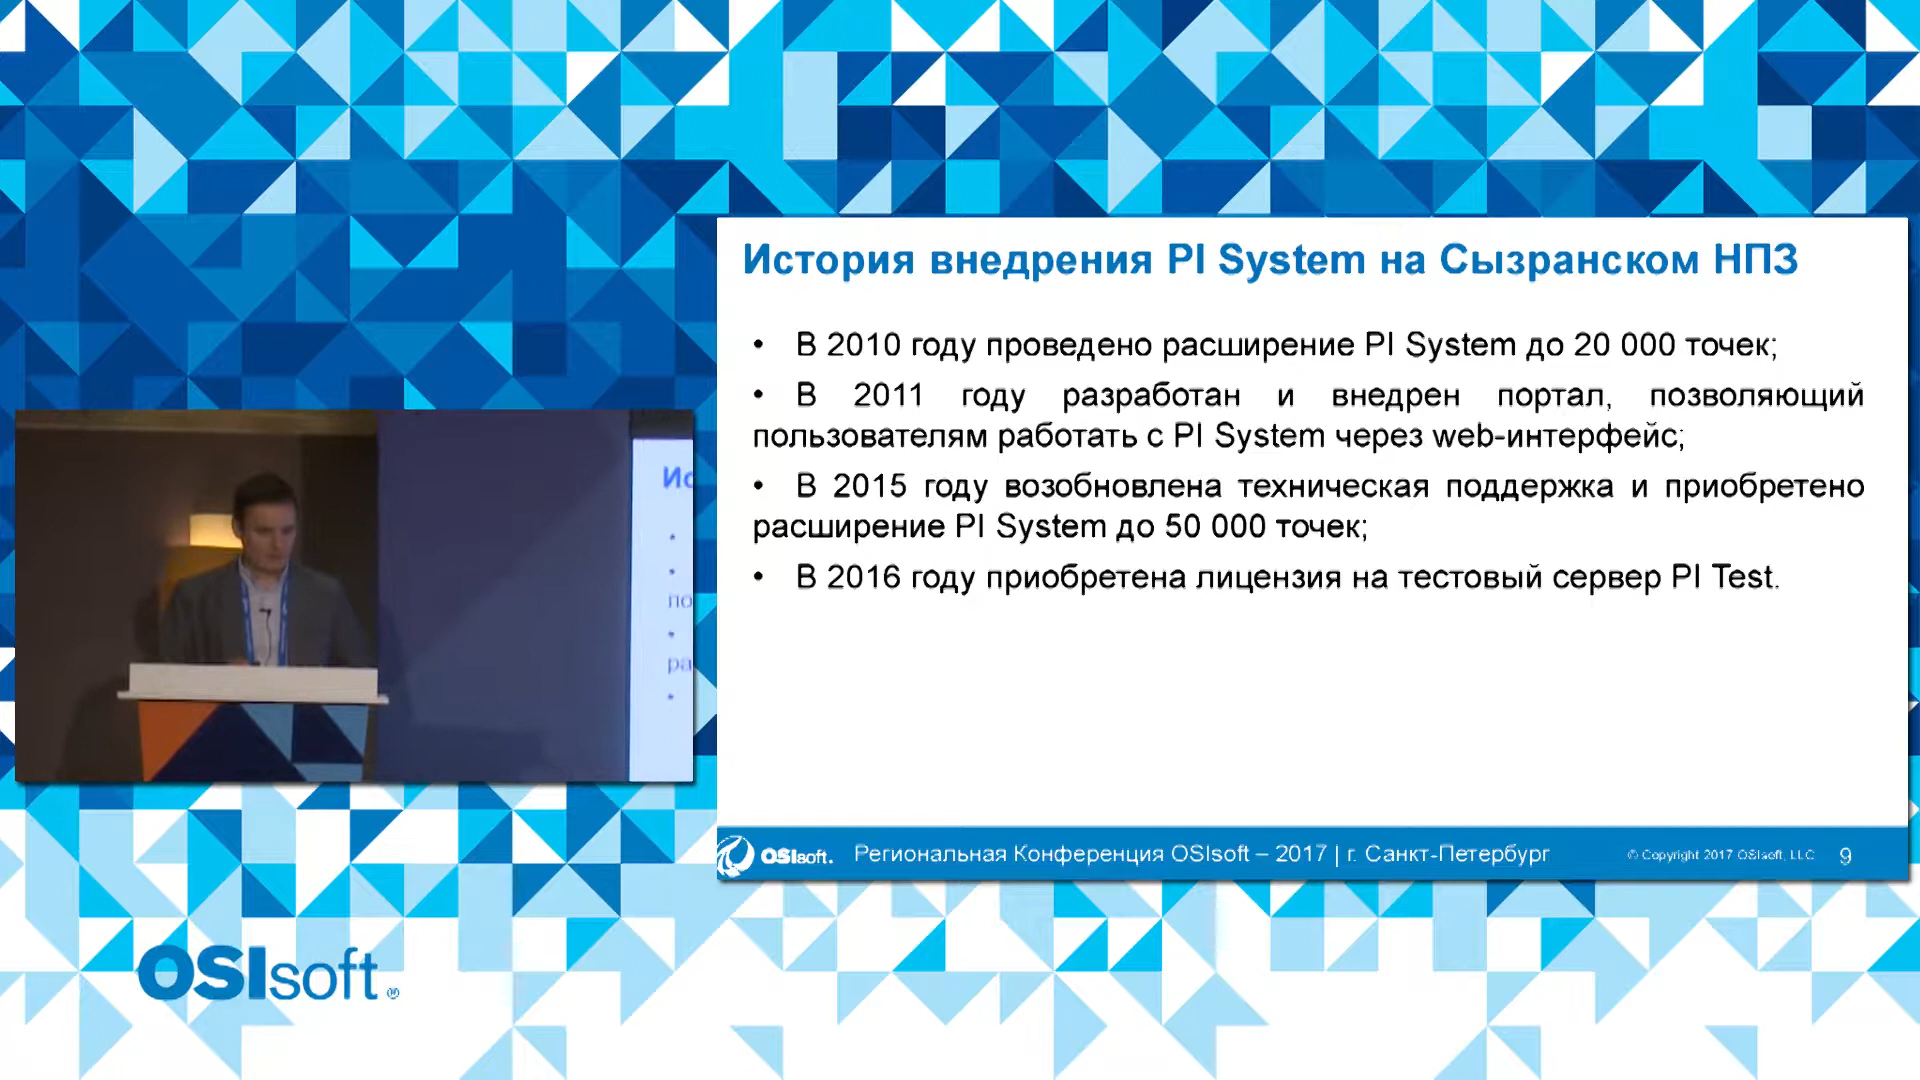 История внедрения PI System на Сызранском НПЗ
• В 2010 году проведено расширение PI System до 20 000 точек;
• В 2011 году разработан и внедрен портал, позволяющий
пользователям работать с PI System через web-интерфейс;
• В 2015 году возобновлена техническая поддержка и приобретено
расширение PI System до 50 000 точек;
• В 2016 году приобретена лицензия на тестовый сервер PI Test.
Ис
по
ра
OSIsoft. Региональная Конференция OSIsoft – 2017 | г. Санкт-Петербург © Copyright 2017 OSIsoft, LLC 9
OSIsoft®